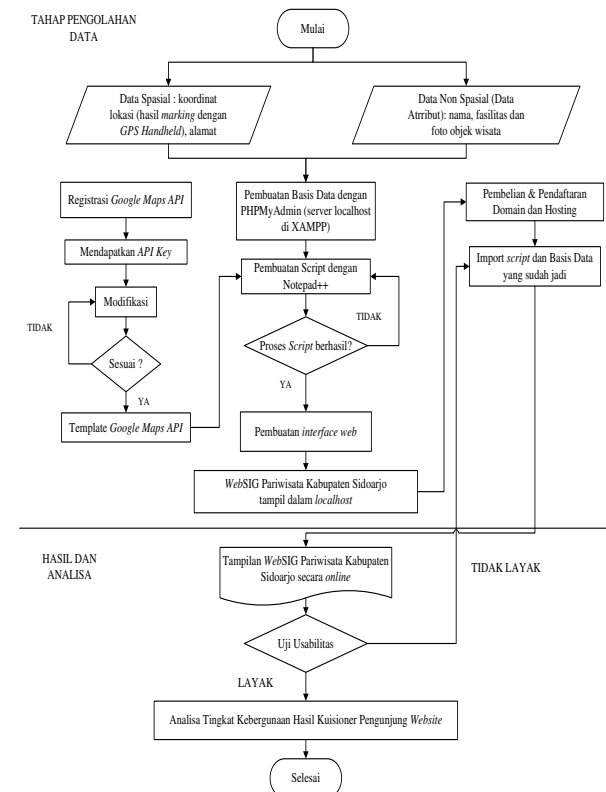 TAHAP PENGOLAHAN
DATA
Mulai
Data Spasial : koordinat
lokasi (hasil marking dengan
GPS Handheld), alamat
Data Non Spasial (Data
Atrribut): nama, fasilitas dan
foto objek wisata
Registrasi Google Maps API
Mendapatkan API Key
Modifikasi
TIDAK
Sesuai ?
YA
Template Google Maps API
Pembuatan Basis Data dengan
PHPMyAdmin (server localhost
di XAMPP)
Pembuatan Script dengan
Notepad++
TIDAK
Proses Script berhasil?
YA
Pembuatan interface web
WebSIG Pariwisata Kabupaten Sidoarjo
tampil dalam localhost
Pembelian & Pendaftaran
Domain dan Hosting
Import script dan Basis Data
yang sudah jadi
HASIL DAN
ANALISA
Tampilan WebSIG Pariwisata Kabupaten
Sidoarjo secara online
TIDAK LAYAK
Uji Usabilitas
LAYAK
Analisa Tingkat Kebergunaan Hasil Kuisioner Pengunjung Website
Selesai